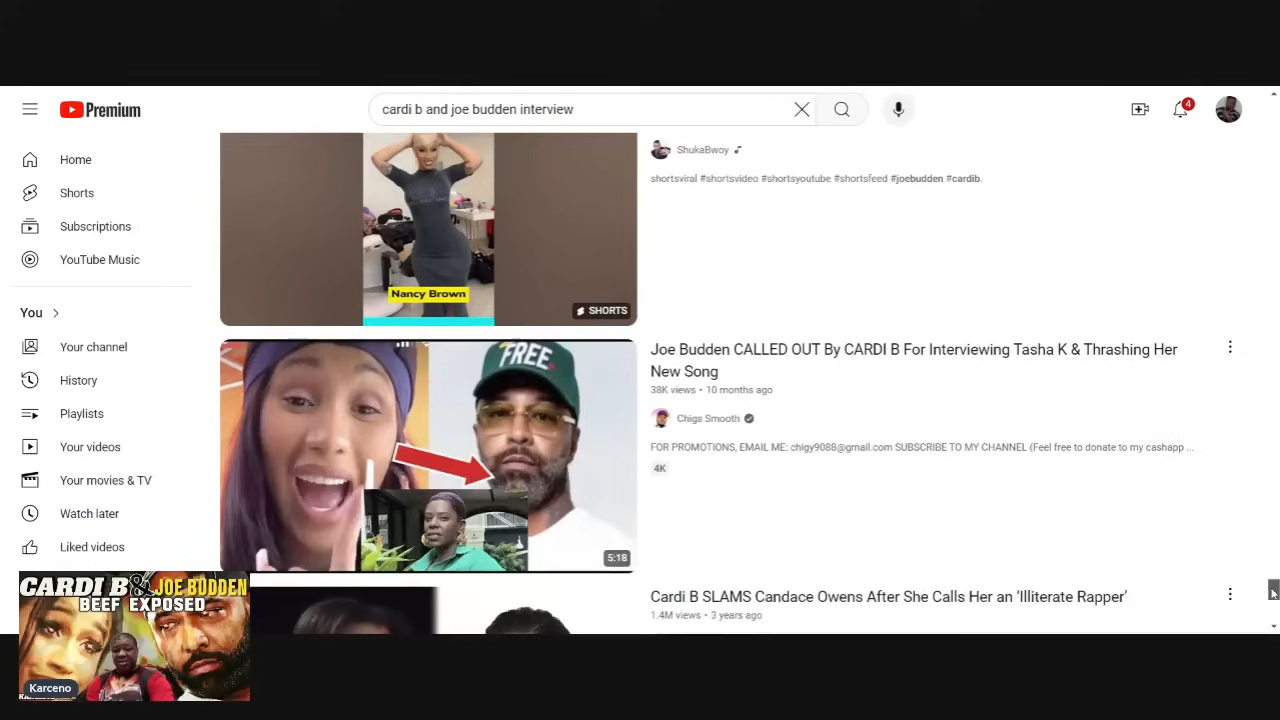 Premium
cardi b and joe budden interview
4
Home
Shorts
Subscriptions
YouTube Music
You
Your channel
History
Playlists
Your videos
Your movies & TV
Watch later
Liked videos
Nancy Brown
SHORTS
ShukaBwoy
shortsviral #shortsvideo #shortsyoutube #shortsfeed #joebudden #cardib.
FREE
5:18
Joe Budden CALLED OUT By CARDI B For Interviewing Tasha K & Thrashing Her
New Song
38K views • 10 months ago
Chigs Smooth
FOR PROMOTIONS, EMAIL ME: chigy9088@gmail.com SUBSCRIBE TO MY CHANNEL (Feel free to donate to my cashapp ...
4K
Cardi B SLAMS Candace Owens After She Calls Her an ‘Illiterate Rapper’
1.4M views • 3 years ago
CARDI B & JOE BUDDEN
BEEF EXPOSED
Karceno